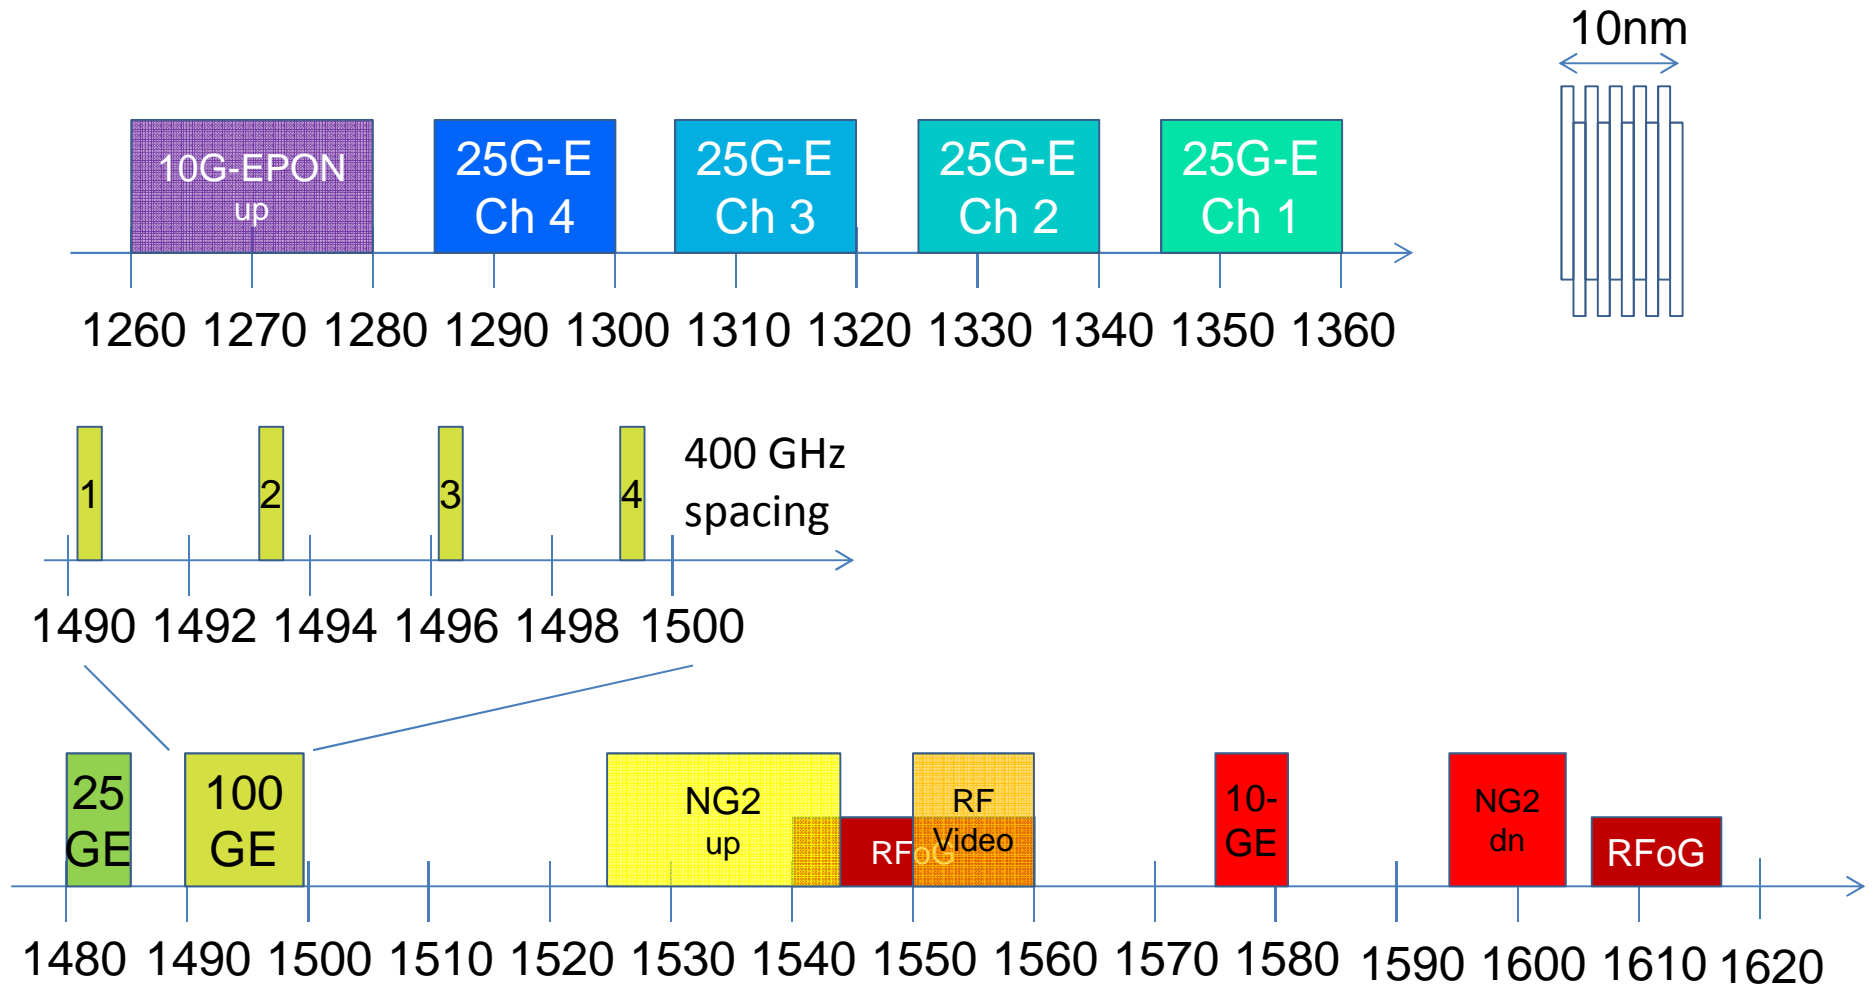 10nm
10G-EPON
up
25G-E
Ch 4
25G-E
Ch 3
25G-E
Ch 2
25G-E
Ch 1
1260 1270 1280 1290 1300 1310 1320 1330 1340 1350 1360
1
2
3
4
400 GHz
spacing
1490 1492 1494 1496 1498 1500
25
GE
100
GE
NG2
up
RFoG
RF
Video
10-
GE
NG2
dn
RFoG
1480 1490 1500 1510 1520 1530 1540 1550 1560 1570 1580 1590 1600 1610 1620